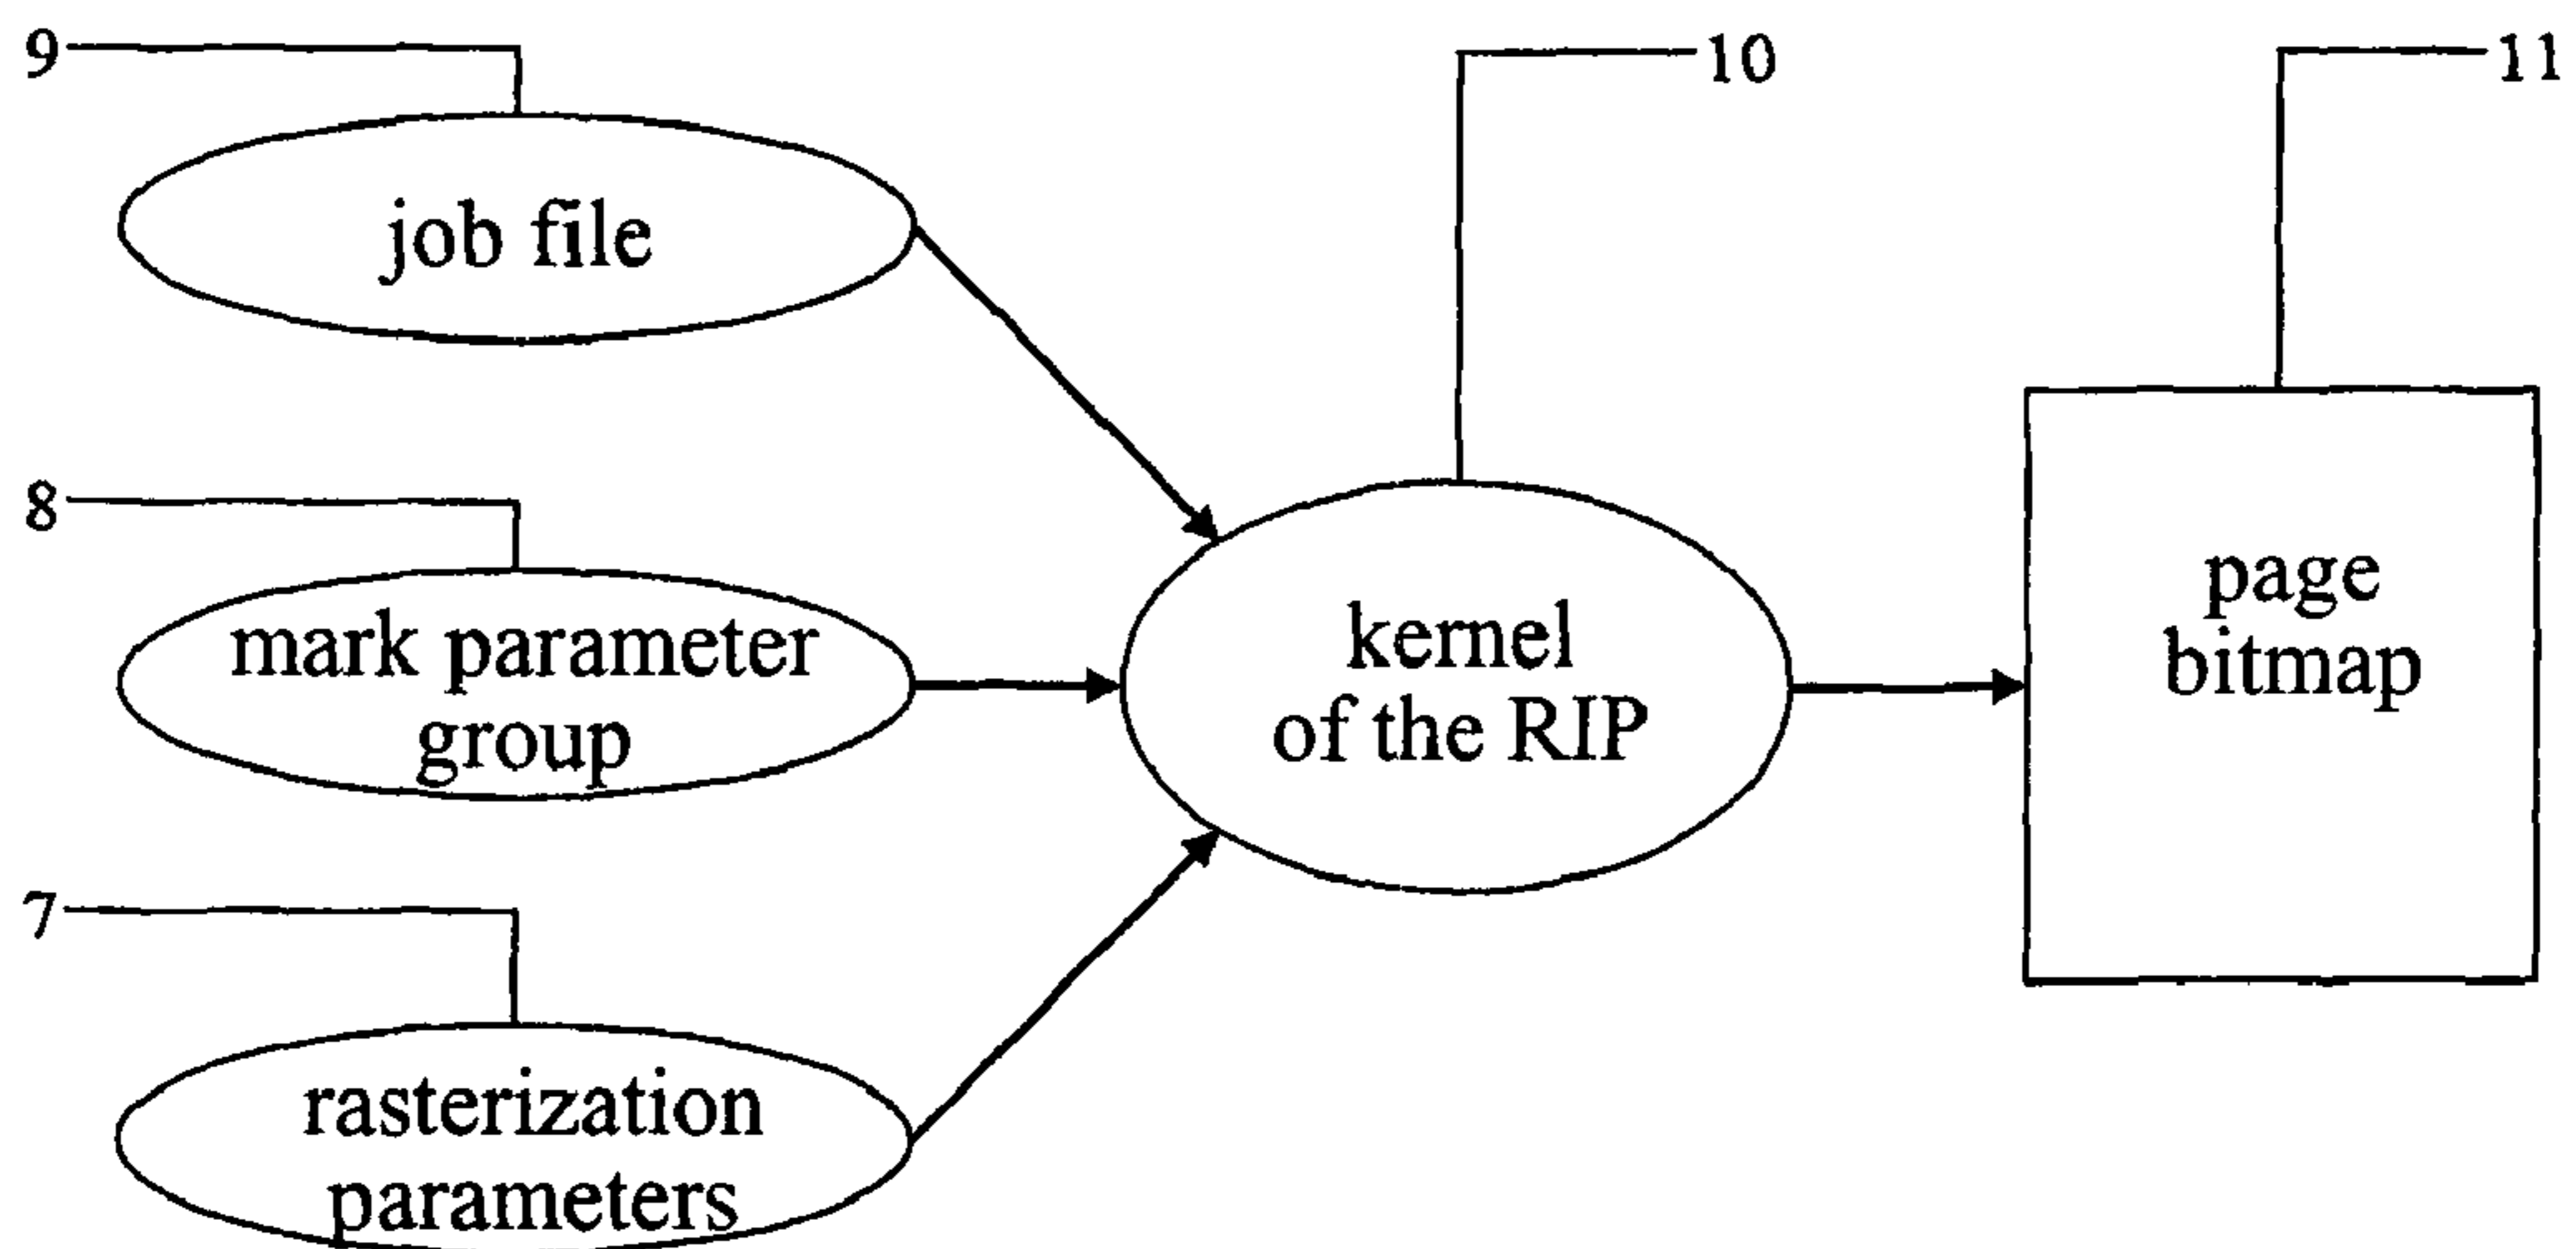 9
10
11
job file
8
mark parameter
group
kernel
of the RIP
page
bitmap
7
rasterization
parameters